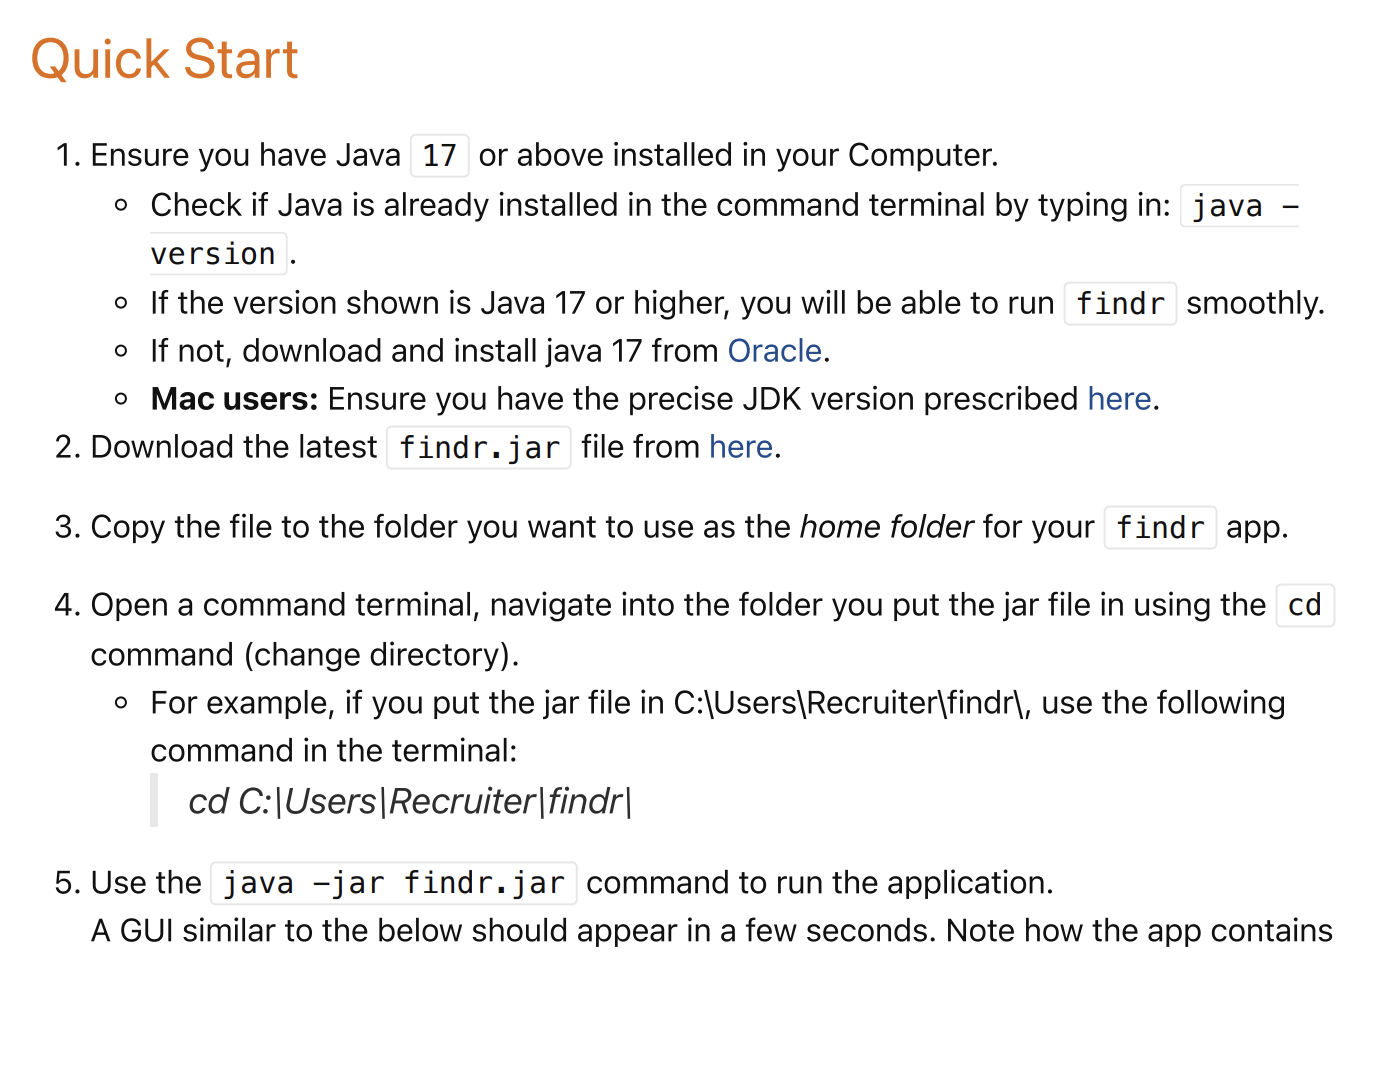 Quick Start
1. Ensure you have Java 17 or above installed in your Computer.
Check if Java is already installed in the command terminal by typing in: java -
version .
If the version shown is Java 17 or higher, you will be able to run findr smoothly.
If not, download and install java 17 from Oracle.
Mac users: Ensure you have the precise JDK version prescribed here.
2. Download the latest findr.jar file from here.
3. Copy the file to the folder you want to use as the home folder for your findr app.
4. Open a command terminal, navigate into the folder you put the jar file in using the cd
command (change directory).
For example, if you put the jar file in C:\Users\Recruiter\findr\, use the following
command in the terminal:
cd C:\Users\Recruiter\findr\
5. Use the java -jar findr.jar command to run the application.
A GUI similar to the below should appear in a few seconds. Note how the app contains